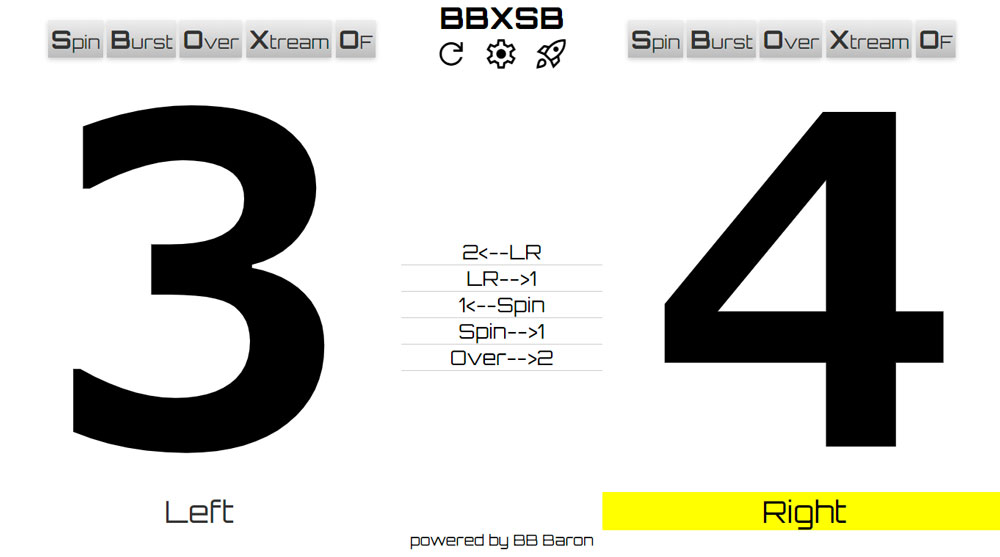 BBXSB
Spin Burst Over Xtream OF
Spin Burst Over Xtream OF
3
4
2<--LR
LR-->1
1<--Spin
Spin-->1
Over-->2
Left
Right
powered by BB Baron